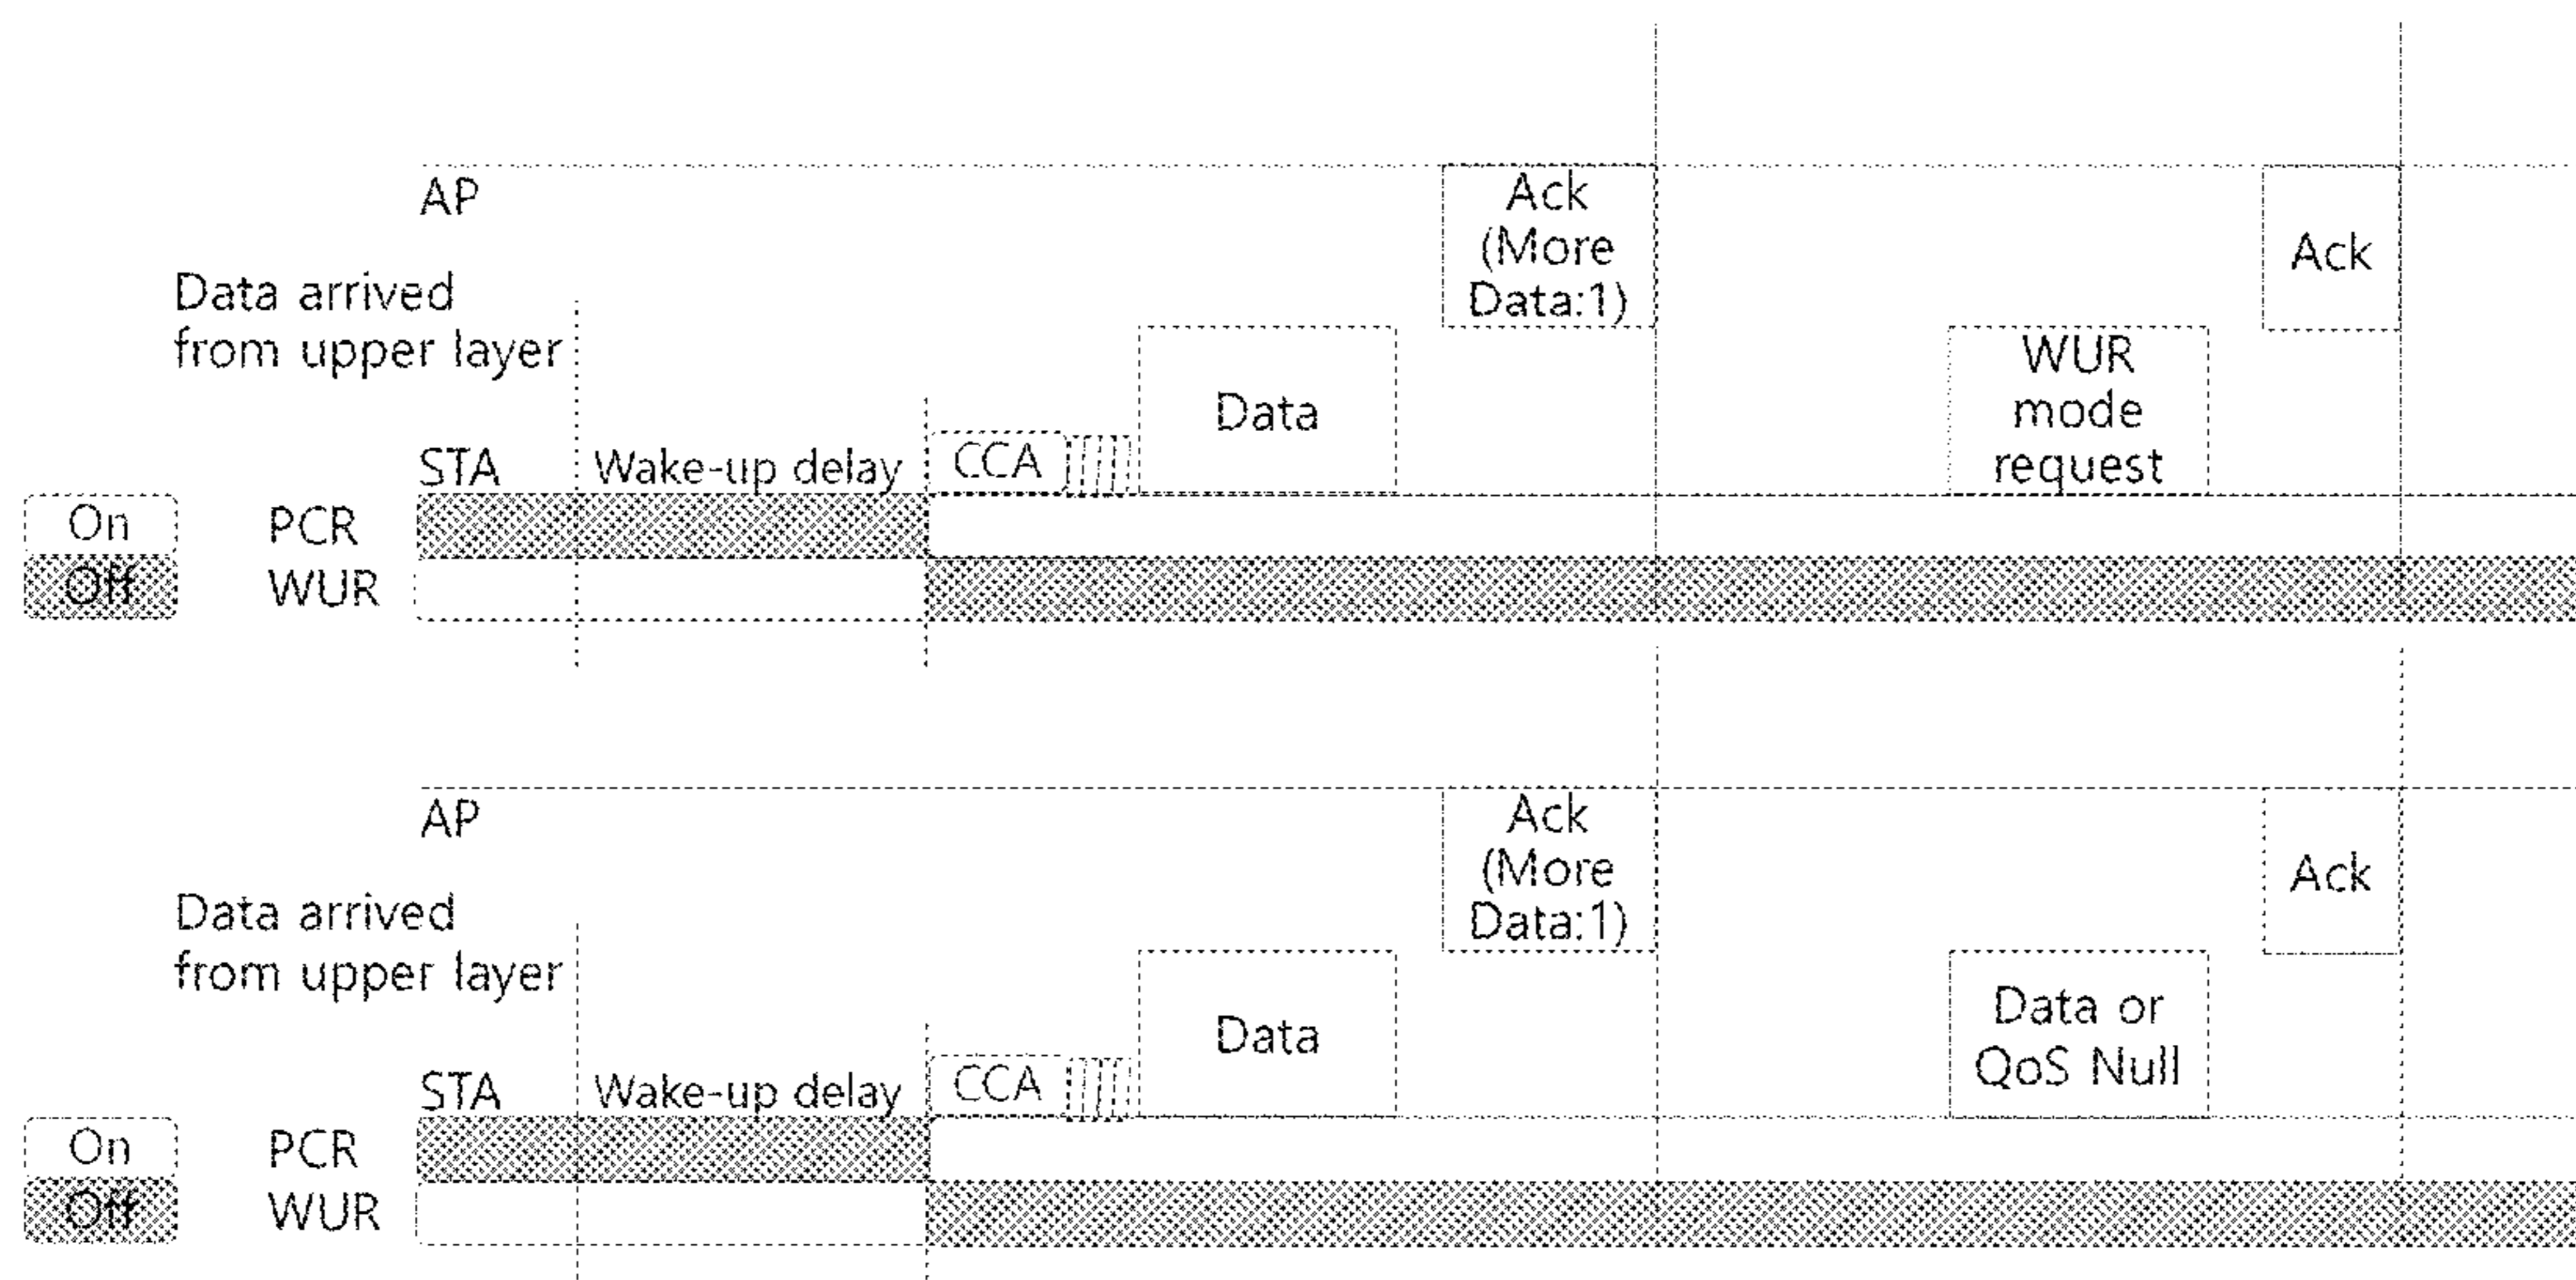 AP
Ack
(More
Data:1)
Ack
Data arrived
from upper layer
Data
WUR
mode
request
STA
Wake-up delay
CCA
On
PCR
Off
WUR
AP
Ack
(More
Data:1)
Ack
Data arrived
from upper layer
Data
Data or
QoS Null
STA
Wake-up delay
CCA
On
PCR
Off
WUR